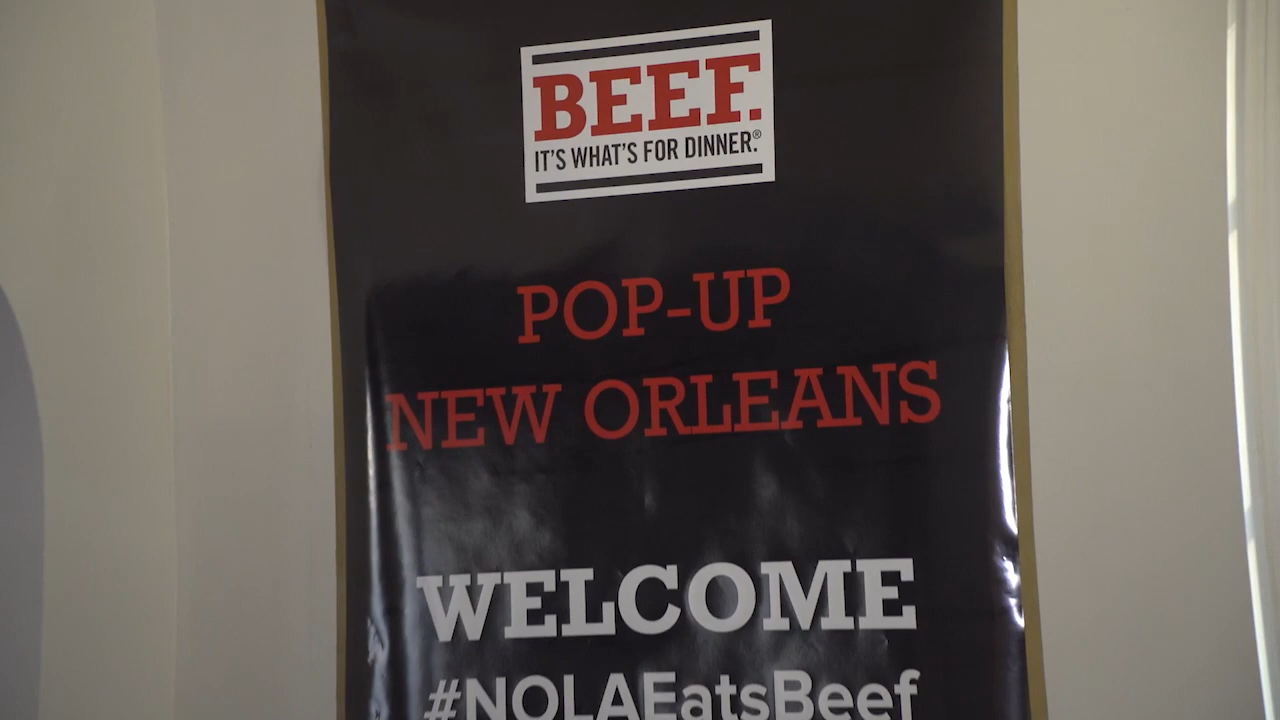 BEEF.
IT'S WHAT'S FOR DINNER.®
POP-UP
NEW ORLEANS
WELCOME
#NOLAEatsBeef